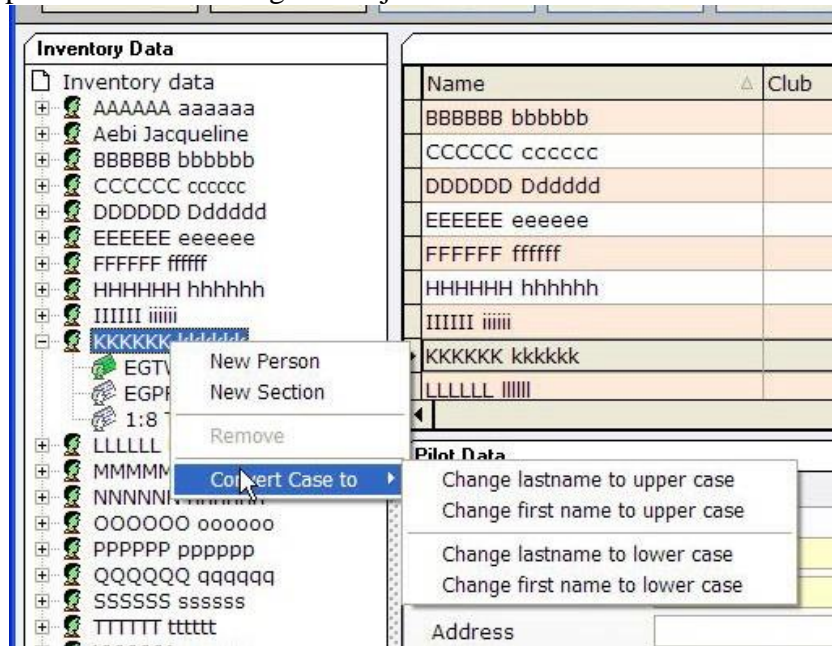 Inventory Data
Inventory data
AAAAAA aaaaaa
Aebi Jacqueline
BBBBBB bbbbbb
CCCCCC cccccc
DDDDDD Dddddd
EEEEEE eeeeee
FFFFFF ffffff
HHHHHH hhhhhh
IIIIII iiiiii
KKKKKK kkkkkk
1:8
LLLLLL
OOOOOO oooooo
PPPPPP pppppp
QQQQQQ qqqqqq
SSSSSS ssssss
TTTTTT tttttt
New Person
New Section
Remove
Convert Case to
Change lastname to upper case
Change first name to upper case
Change lastname to lower case
Change first name to lower case
Name Club
BBBBBB bbbbbb
CCCCCC cccccc
DDDDDD Dddddd
EEEEEE eeeeee
FFFFFF ffffff
HHHHHH hhhhhh
IIIIII iiiiii
KKKKKK kkkkkk
LLLLLL llllll
Pilot Data
Address